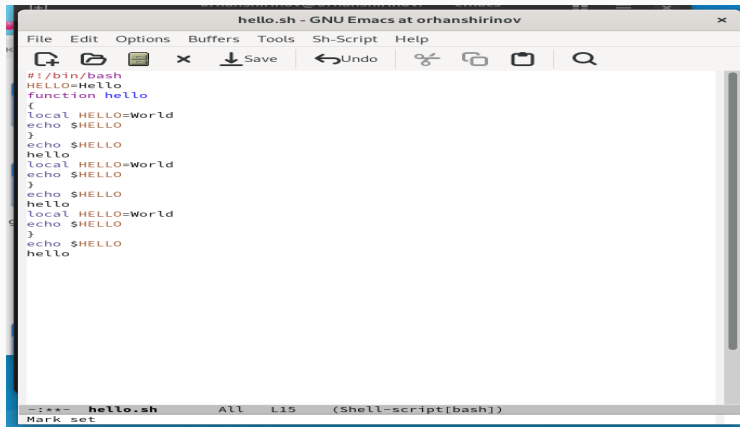 hello.sh - GNU Emacs at orhanshirinov
File Edit Options Buffers Tools Sh-Script Help
Save Undo
#!/bin/bash
HELLO=Hello
function hello
{
local HELLO=World
echo $HELLO
}
echo $HELLO
hello
local HELLO=World
echo $HELLO
}
echo $HELLO
hello
local HELLO=World
echo $HELLO
}
echo $HELLO
hello
-:**- hello.sh All L15 (Shell-script[bash])
Mark set